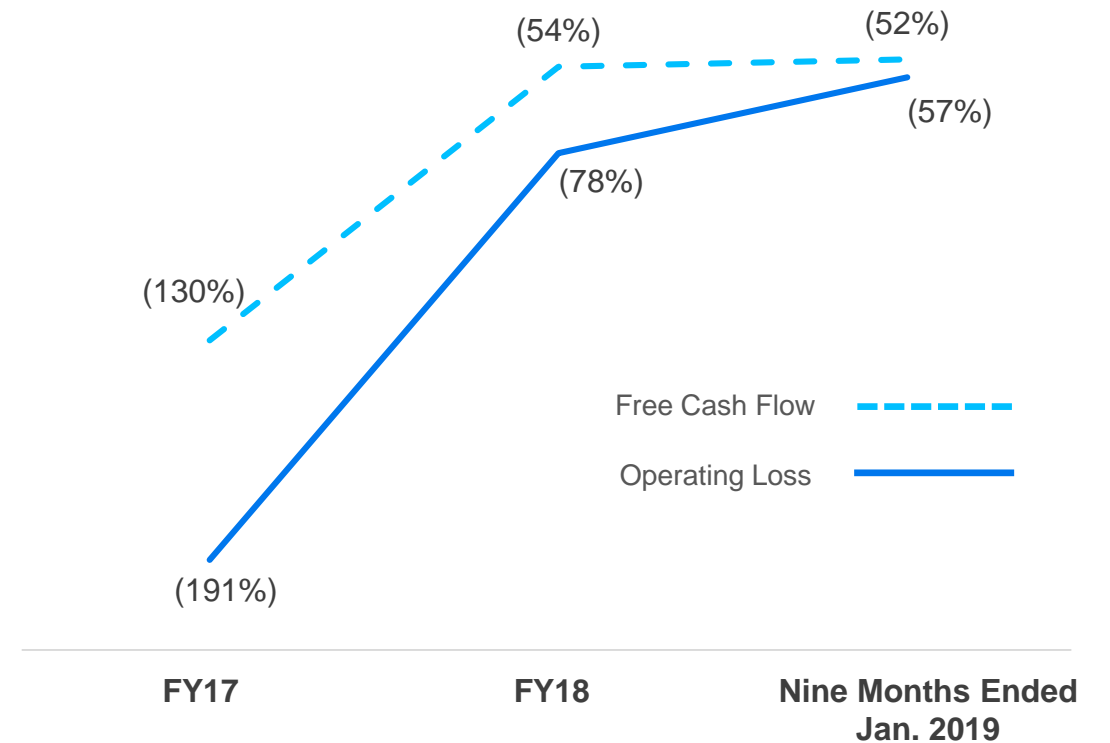 (54%)
(52%)
(57%)
(78%)
(130%)
Free Cash Flow
Operating Loss
(191%)
FY17
FY18
Nine Months Ended
Jan. 2019